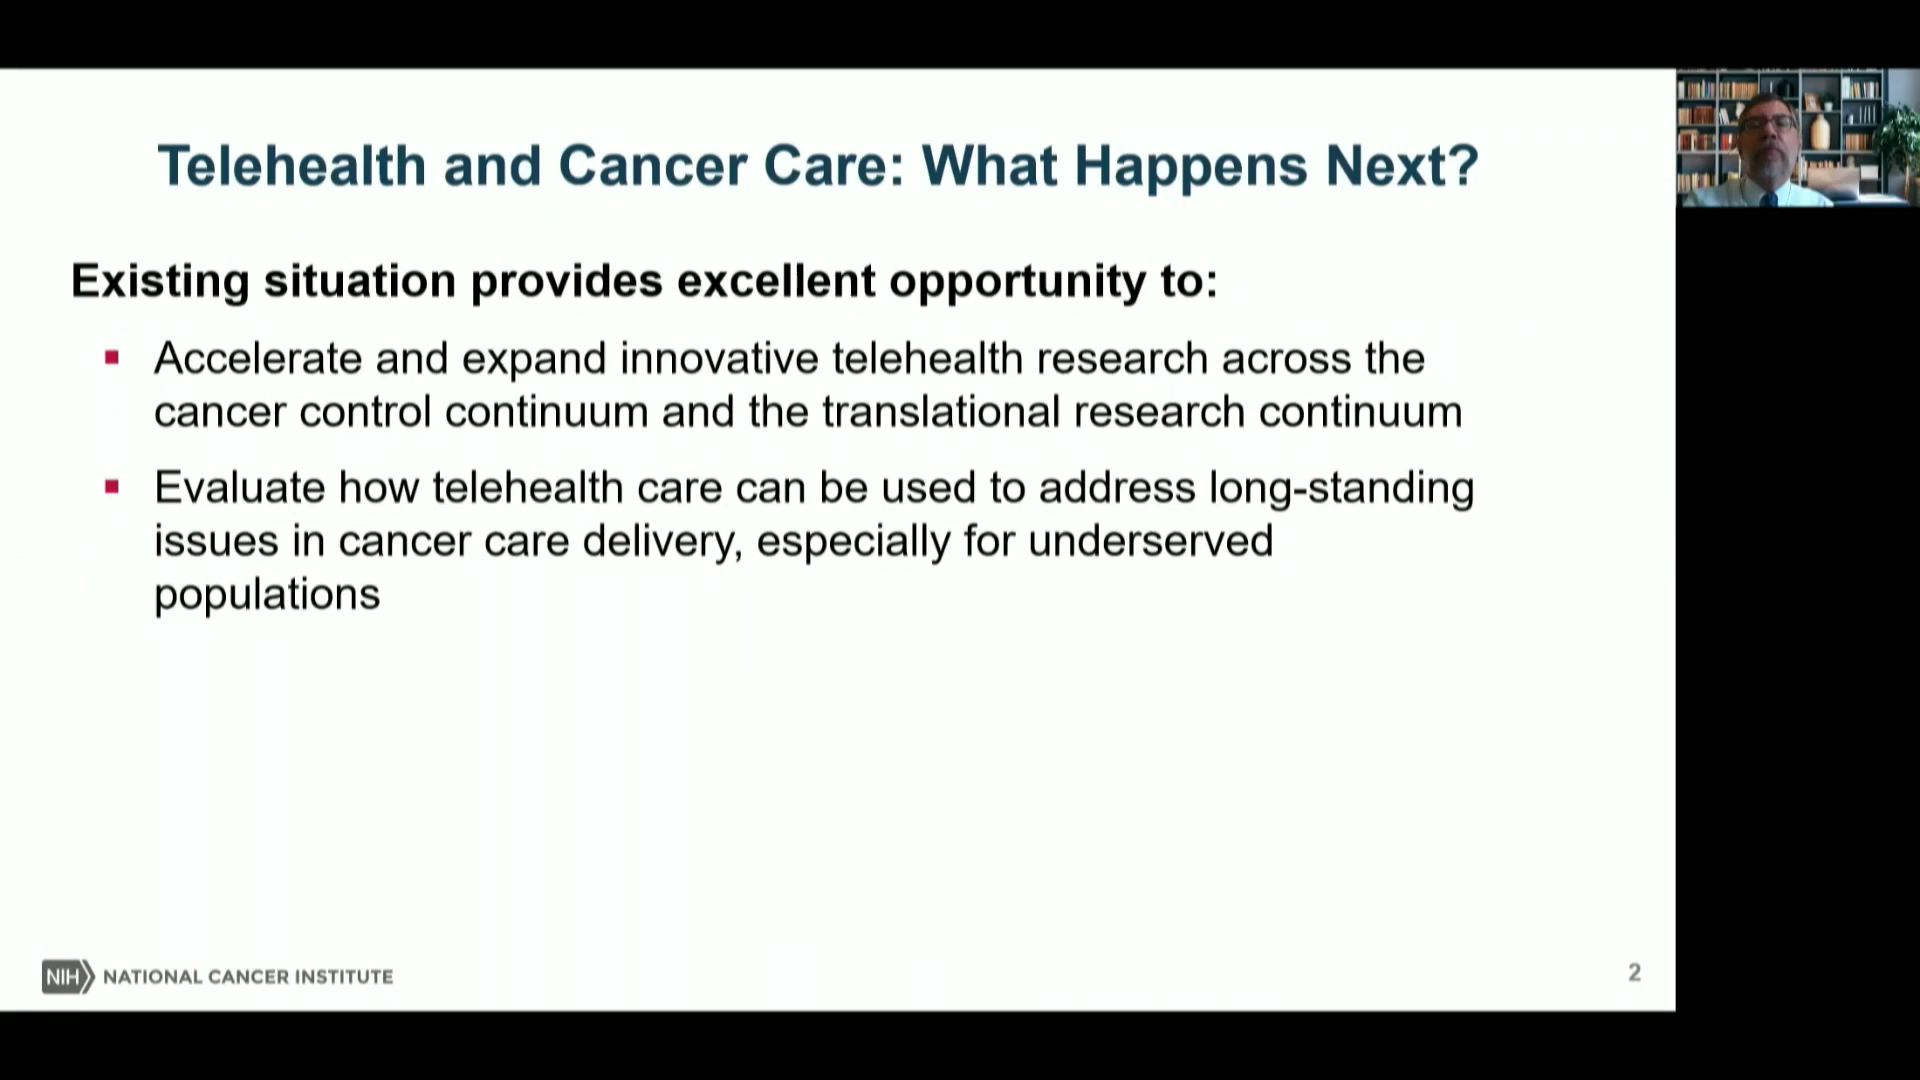 Telehealth and Cancer Care: What Happens Next?
Existing situation provides excellent opportunity to:
Accelerate and expand innovative telehealth research across the
cancer control continuum and the translational research continuum
Evaluate how telehealth care can be used to address long-standing
issues in cancer care delivery, especially for underserved
populations
NIH NATIONAL CANCER INSTITUTE
2